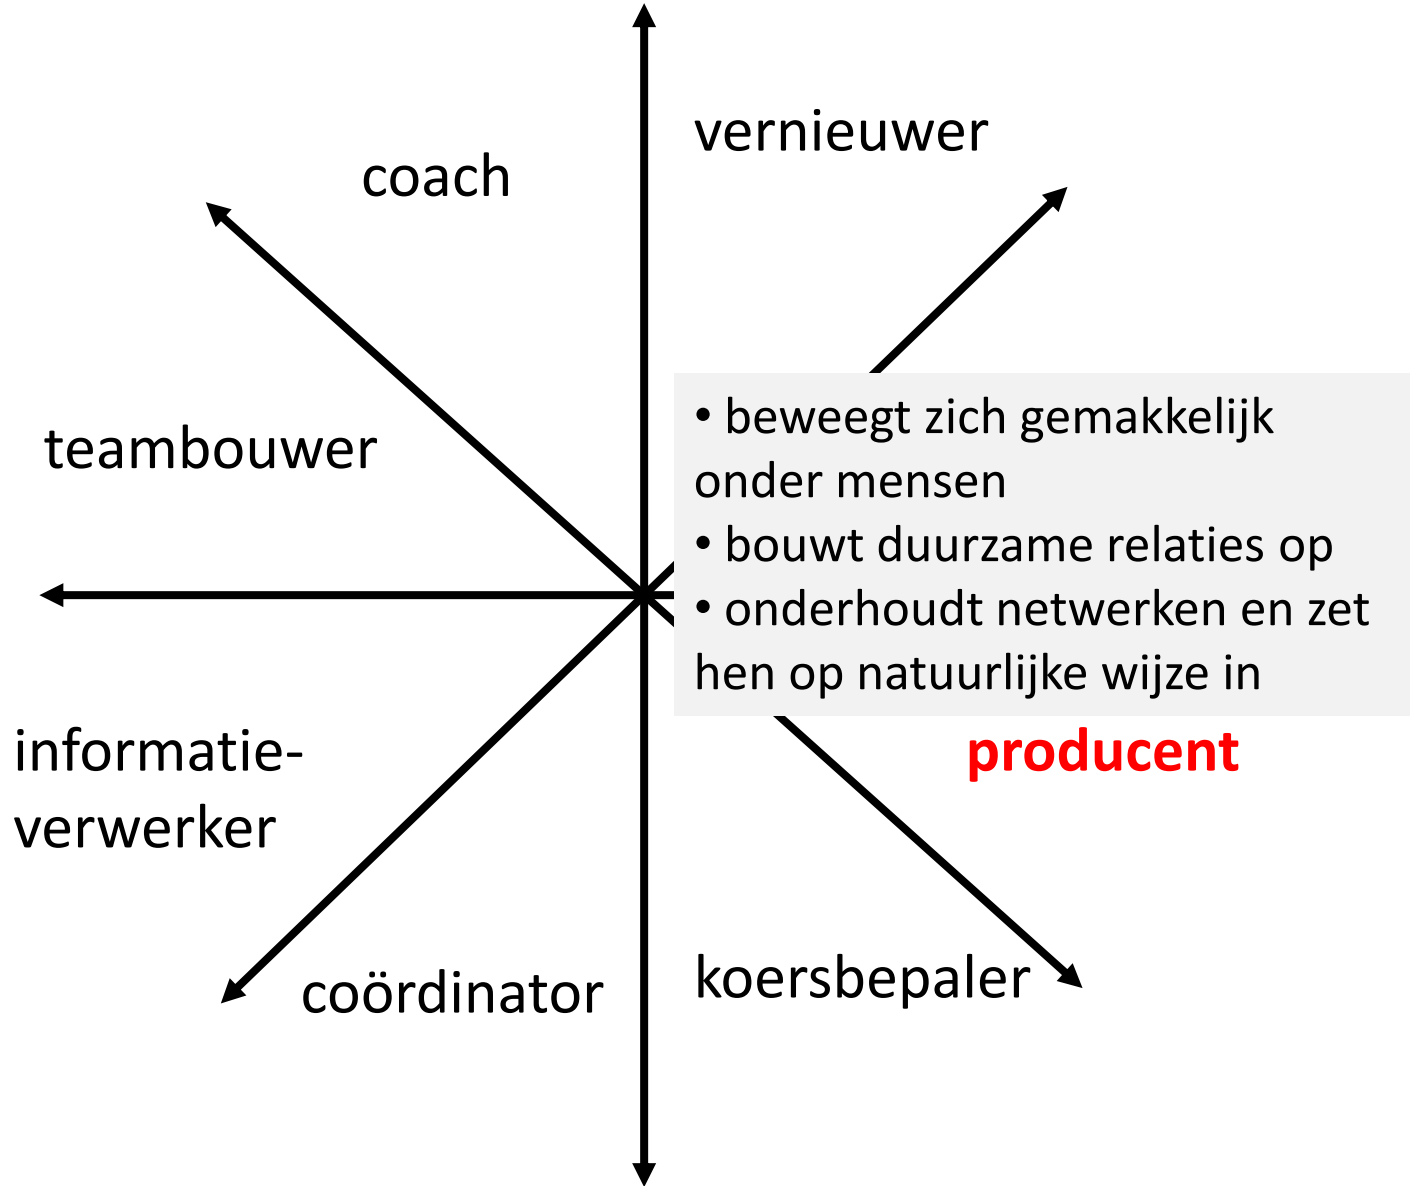 vernieuwer
coach
teambouwer
• beweegt zich gemakkelijk
onder mensen
• bouwt duurzame relaties op
• onderhoudt netwerken en zet
hen op natuurlijke wijze in
informatie-
verwerker
producent
coördinator
koersbepaler